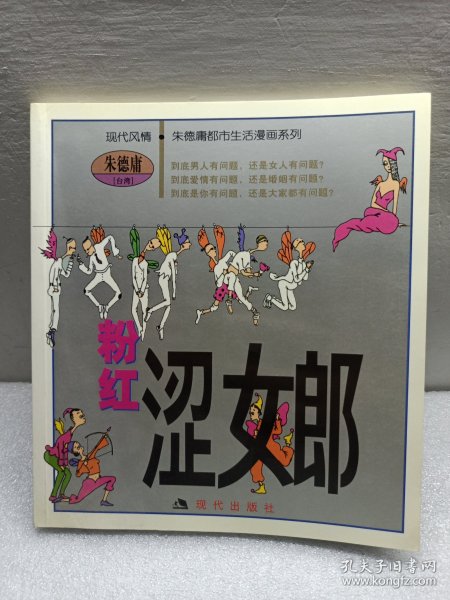 现代风情·朱德庸都市生活漫画系列
朱德庸
[台湾]
到底男人有问题，还是女人有问题?
到底爱情有问题，还是婚姻有问题?
到底是你有问题，还是大家都有问题?
粉红
涩女郎
现代出版社
孔夫子旧书网
www.kongfz.com